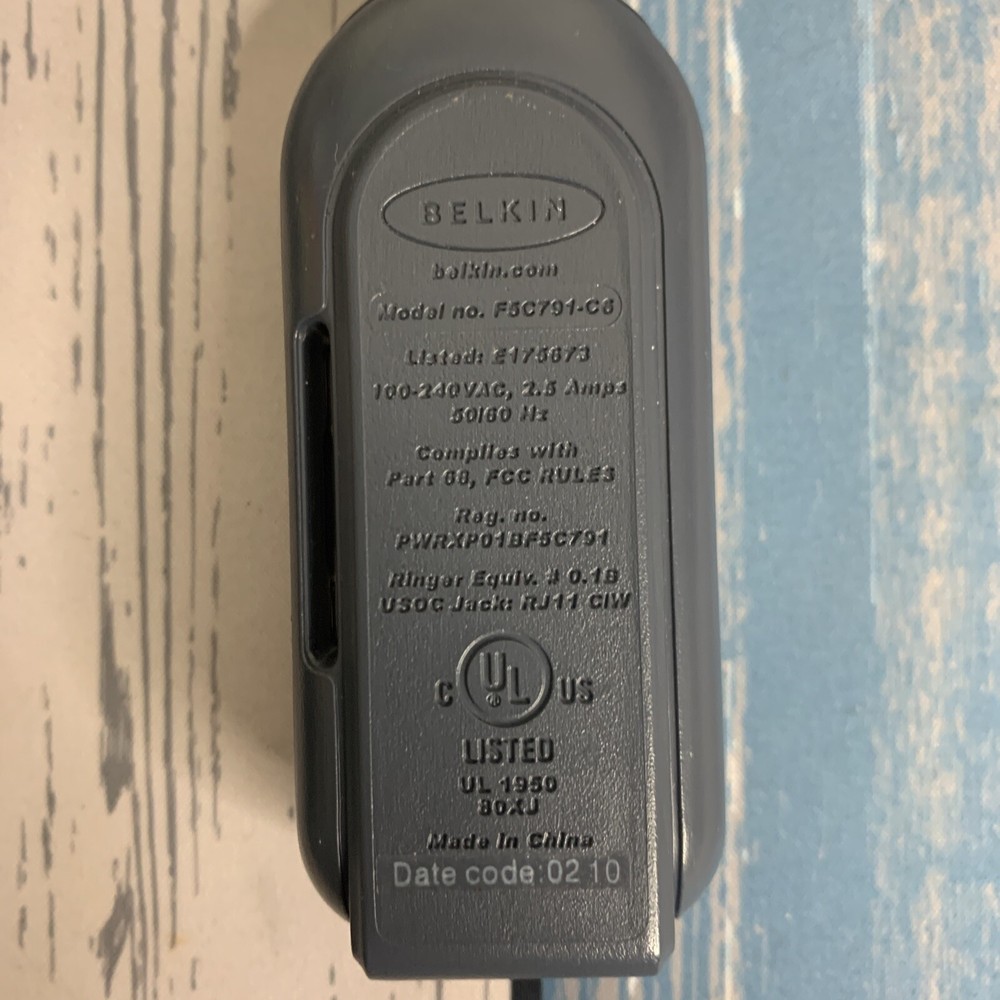 BELKIN
belkin.com
Model no. F5C791-C8
Listed: E175673
100-240VAC, 2.5 Amps
50/60 Hz
Complies with
Part 68, FCC RULES
Reg. no.
PWRXP01BF5C791
Ringer Equiv. # 0.1B
USOC Jack: RJ11 CIW
C UL US
LISTED
UL 1950
80XJ
Made in China
Date code:02 10